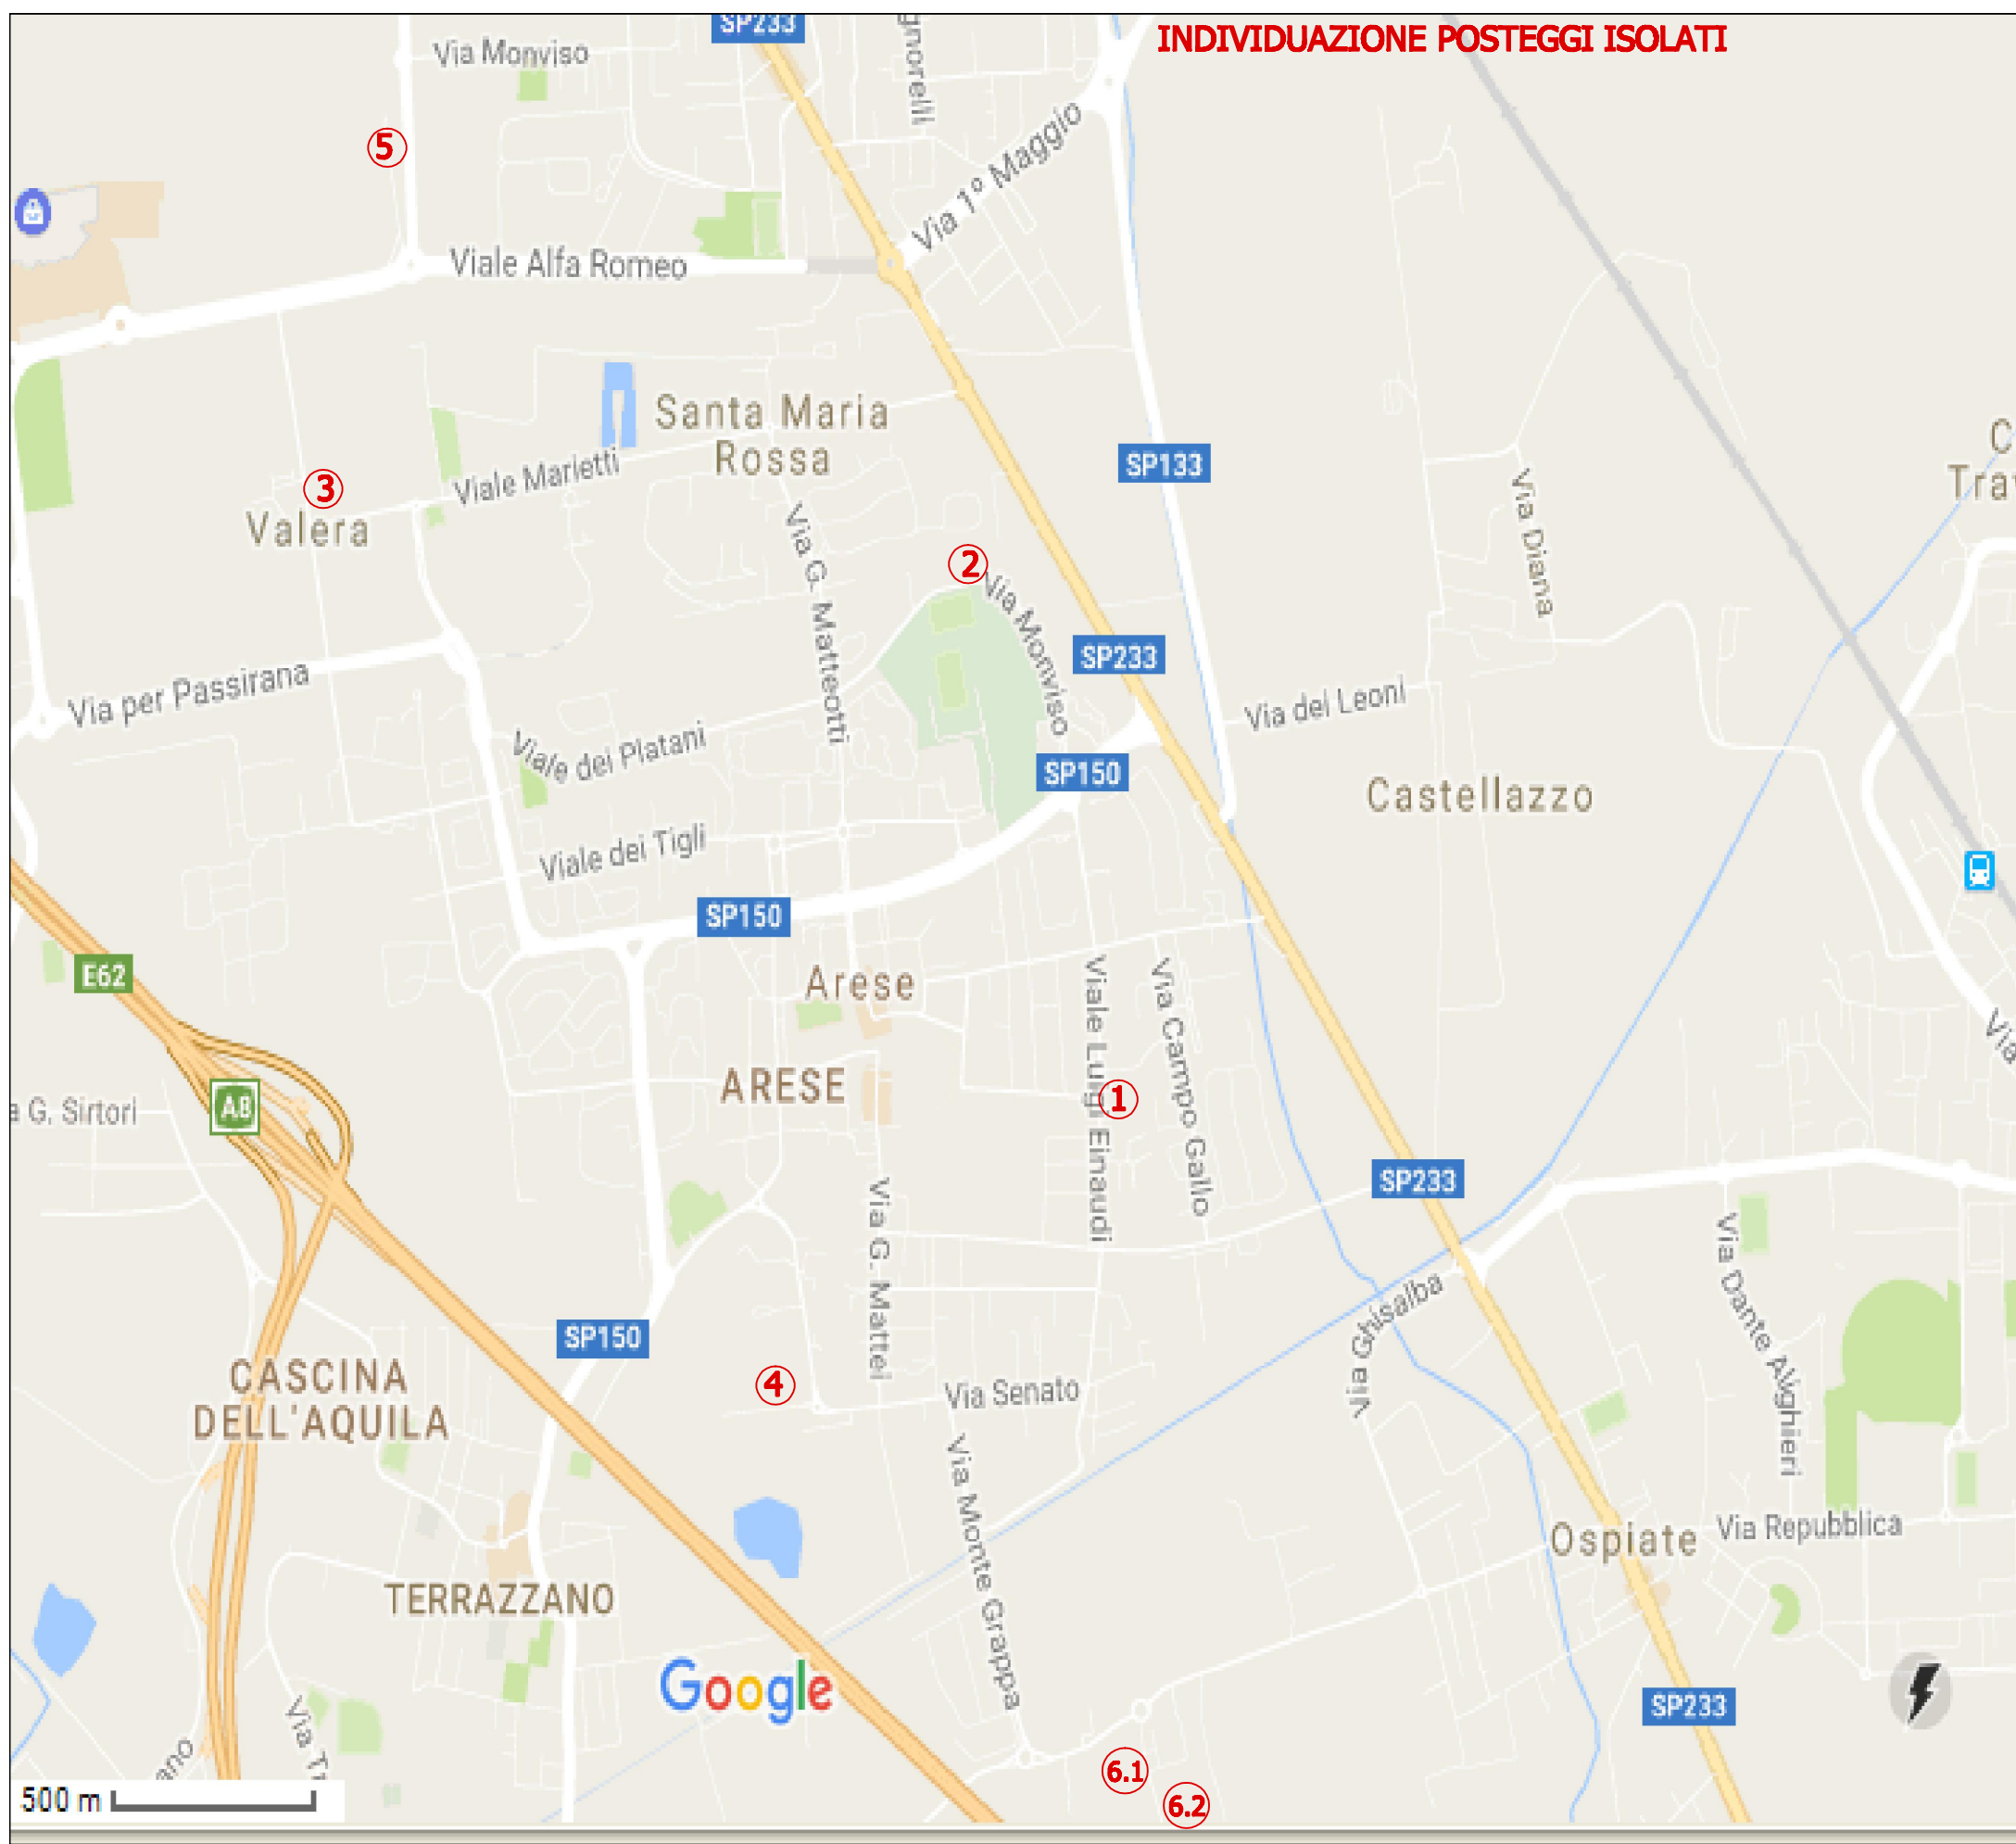 INDIVIDUAZIONE POSTEGGI ISOLATI
SP233
gnorelli
Via Monviso
Via 1º Maggio
5
Viale Alfa Romeo
Santa Maria
Rossa
SP133
Viale Marietti
3
Valera
Via G. Matteotti
2
Via Monviso
Via Diana
SP233
Via per Passirana
Via dei Leoni
Viale dei Platani
SP150
Castellazzo
Viale dei Tigli
SP150
E62
Arese
Viale Luigi Einaudi
Via Campo Gallo
Via
ARESE
1
A8
G. Sirtori
SP233
Via G. Mattei
Via Dante Alighieri
Via Ghisalba
SP150
CASCINA
DELL'AQUILA
4
Via Senato
Via Monte Grappa
Ospiate
Via Repubblica
TERRAZZANO
Google
SP233
6.1
6.2
500 m